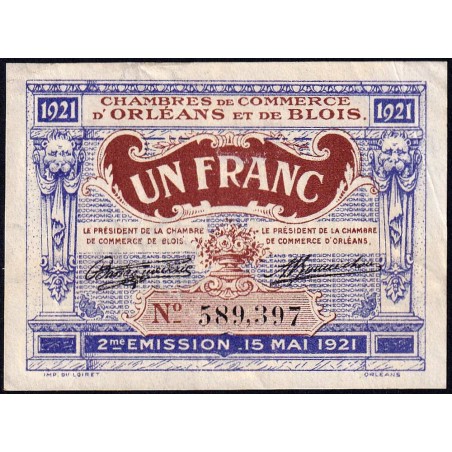 1921 CHAMBRES DE COMMERCE 1921
D'ORLÉANS ET DE BLOIS.
UN FRANC
LE PRÉSIDENT DE LA CHAMBRE
DE COMMERCE DE BLOIS.
LE PRÉSIDENT DE LA CHAMBRE
DE COMMERCE D'ORLÉANS.
No 589,397
2me EMISSION .15 MAI 1921
IMP. DU LOIRET ORLÉANS